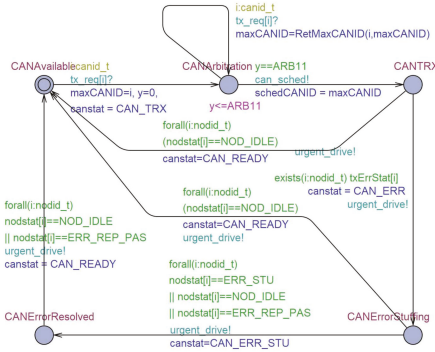 i:canid_t
tx_req[i]?
maxCANID=RetMaxCANID(i,maxCANID)
CANAvailable
i:canid_t
tx_req[i]?
maxCANID=i, y=0,
canstat = CAN_TRX
CANArbitration
y<=ARB11
y==ARB11
can_sched!
schedCANID = maxCANID
CANTRX
forall(i:nodid_t)
(nodstat[i]==NOD_IDLE)
canstat=CAN_READY
urgent_drive!
exists(i:nodid_t) txErrStat[i]
canstat = CAN_ERR
urgent_drive!
forall(i:nodid_t)
(nodstat[i]==NOD_IDLE)
canstat=CAN_READY
urgent_drive!
forall(i:nodid_t)
nodstat[i]==NOD_IDLE
|| nodstat[i]==ERR_REP_PAS
urgent_drive!
canstat = CAN_READY
forall(i:nodid_t)
nodstat[i]==ERR_STU
|| nodstat[i]==NOD_IDLE
|| nodstat[i]==ERR_REP_PAS
urgent_drive!
canstat=CAN_ERR_STU
CANErrorResolved
CANErrorStuffing